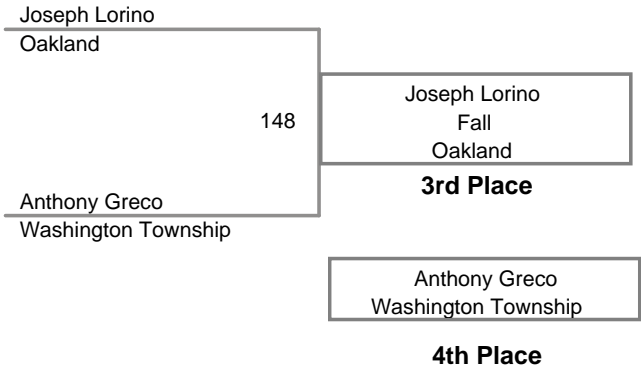 Joseph Lorino
Oakland
148
Joseph Lorino
Fall
Oakland
3rd Place
Anthony Greco
Washington Township
Anthony Greco
Washington Township
4th Place